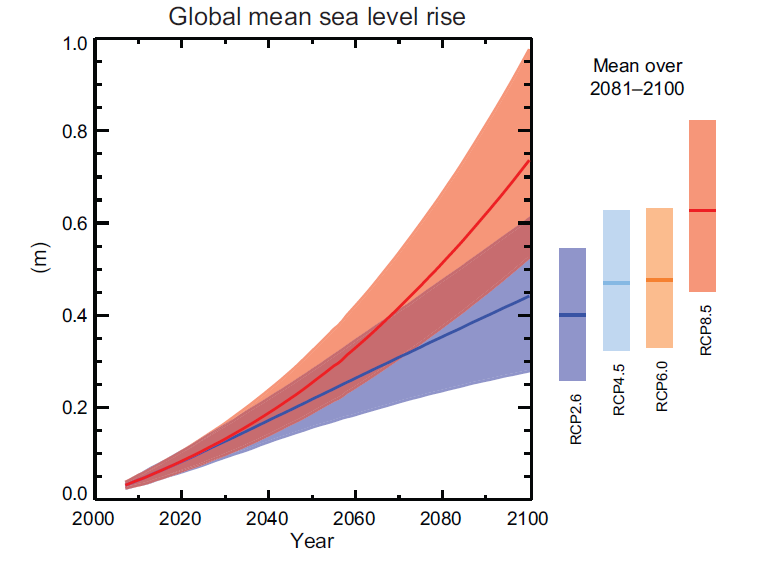 Global mean sea level rise
1.0
0.8
0.6
0.4
0.2
0.0
(m)
2000 2020 2040 2060 2080 2100
Year
Mean over
2081–2100
RCP2.6
RCP4.5
RCP6.0
RCP8.5